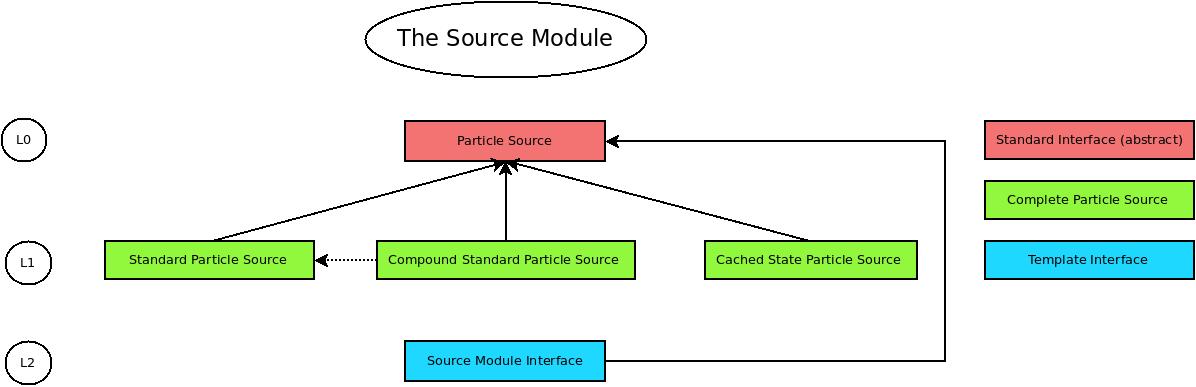 The Source Module
L0
Particle Source
Standard Interface (abstract)
Complete Particle Source
L1
Standard Particle Source
Compound Standard Particle Source
Cached State Particle Source
Template Interface
L2
Source Module Interface